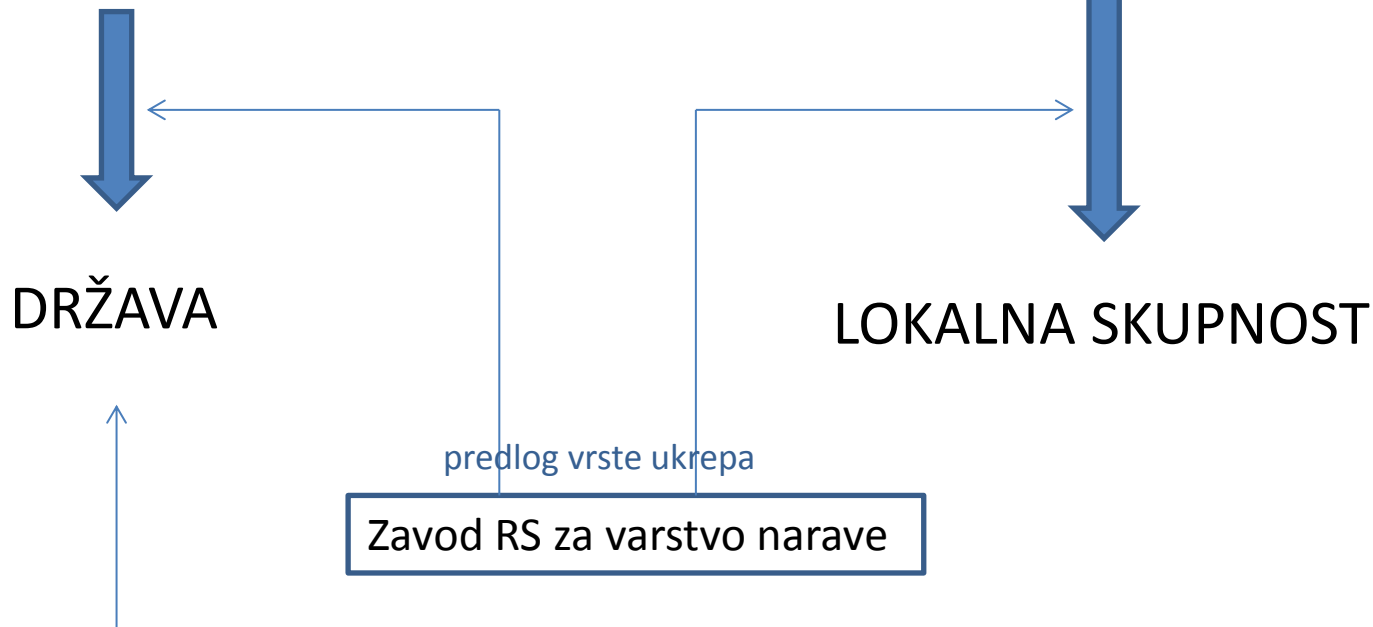 DRŽAVA
LOKALNA SKUPNOST
predlog vrste ukrepa
Zavod RS za varstvo narave